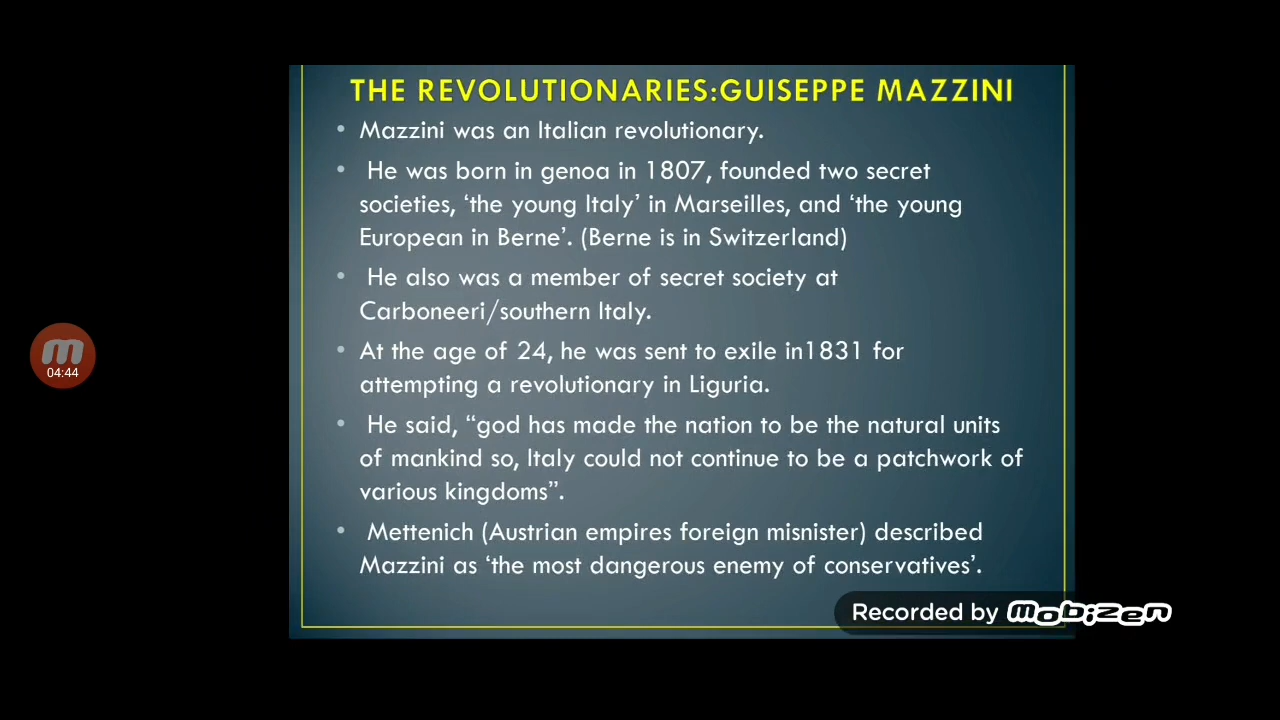 THE REVOLUTIONARIES:GUISEPPE MAZZINI
• Mazzini was an Italian revolutionary.
• He was born in genoa in 1807, founded two secret
societies, ‘the young Italy’ in Marseilles, and ‘the young
European in Berne’. (Berne is in Switzerland)
• He also was a member of secret society at
Carboneeri/southern Italy.
• At the age of 24, he was sent to exile in1831 for
attempting a revolutionary in Liguria.
• He said, “god has made the nation to be the natural units
of mankind so, Italy could not continue to be a patchwork of
various kingdoms”.
• Mettenich (Austrian empires foreign misnister) described
Mazzini as ‘the most dangerous enemy of conservatives’.
m
04:44
Recorded by mobizen